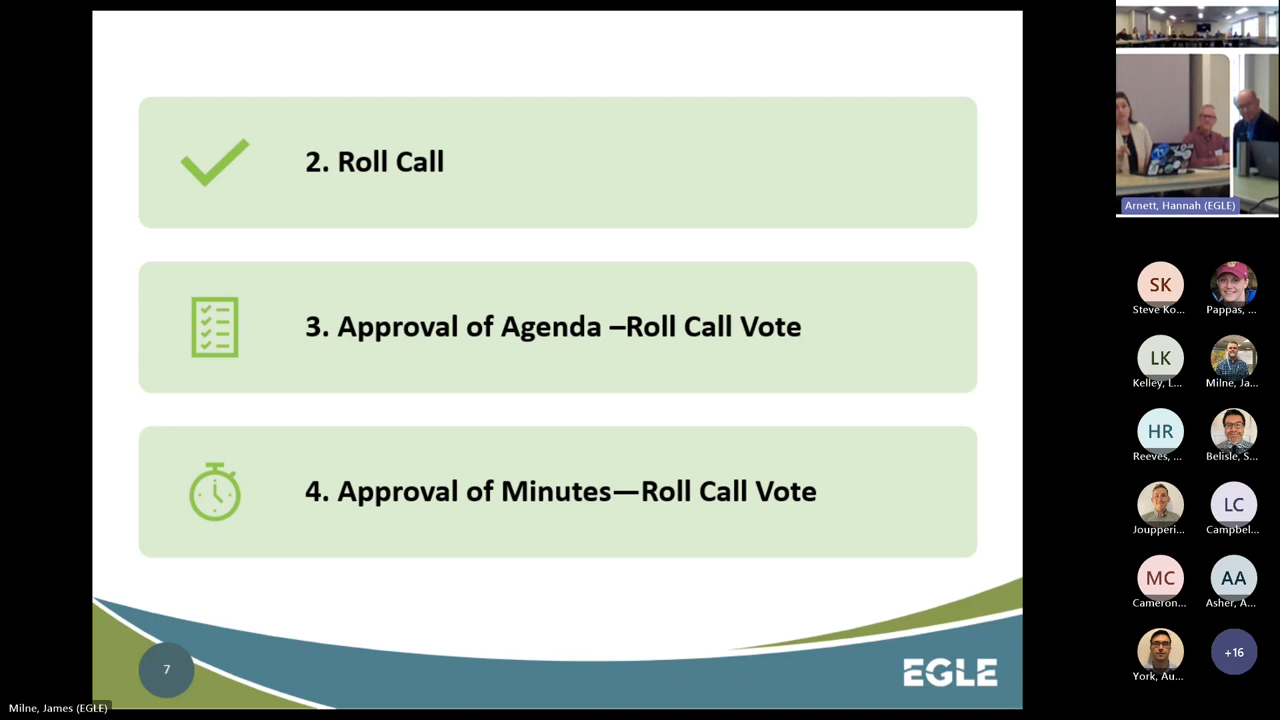 2. Roll Call
3. Approval of Agenda –Roll Call Vote
4. Approval of Minutes—Roll Call Vote
7
EGLE
Milne, James (EGLE)
Arnett, Hannah (EGLE)
SK
Steve Ko...
Pappas, ...
LK
Kelley, L...
Milne, Ja...
HR
Reeves, ...
Belisle, S...
Joupperi...
LC
Campbel...
MC
Cameron...
AA
Asher, A...
York, Au...
+16